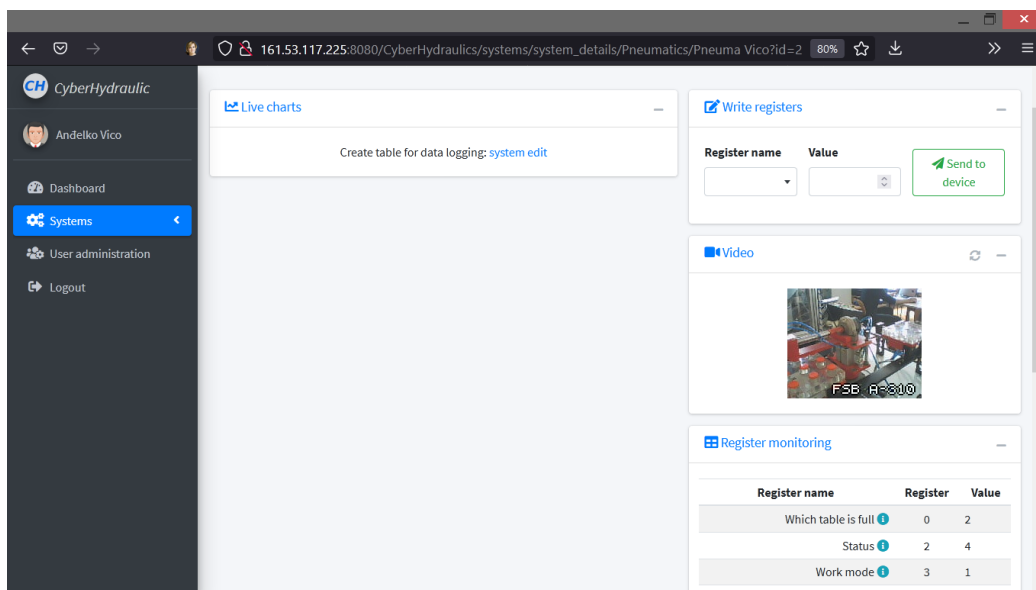 161.53.117.225:8080/CyberHydraulics/systems/system_details/Pneumatics/Pneuma Vico?id=2 80%
CH CyberHydraulic
Anđelko Vico
Dashboard
Systems
User administration
Logout
Live charts
Create table for data logging: system edit
Write registers
Register name Value
Send to
device
Video
FSB A-310
Register monitoring
Register name Register Value
Which table is full 0 2
Status 2 4
Work mode 3 1